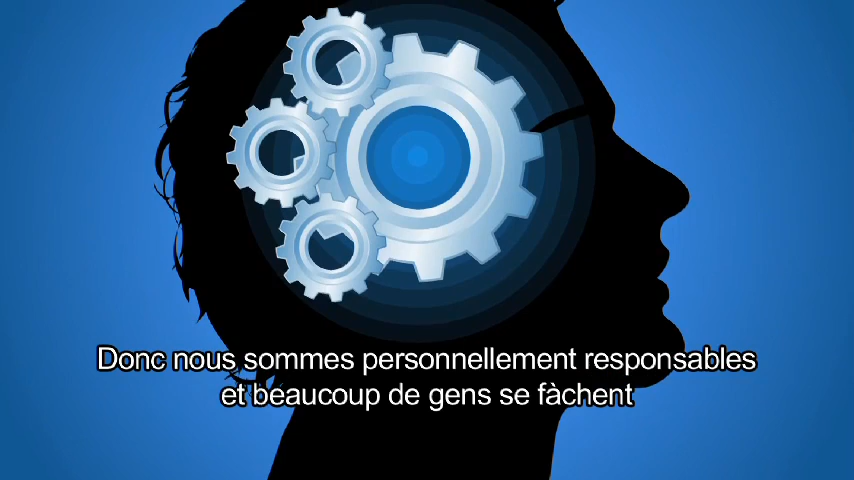 Donc nous sommes personnellement responsables
et beaucoup de gens se fàchent